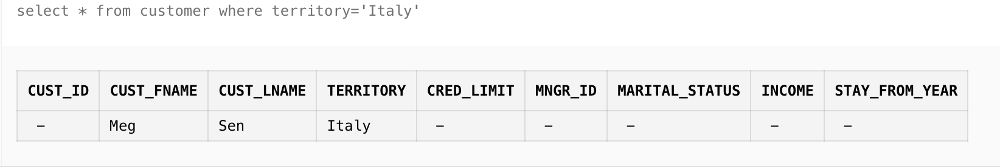 select * from customer where territory='Italy'
CUST_ID CUST_FNAME CUST_LNAME TERRITORY CRED_LIMIT MNGR_ID MARITAL_STATUS INCOME STAY_FROM_YEAR
- Meg Sen Italy - - - - -